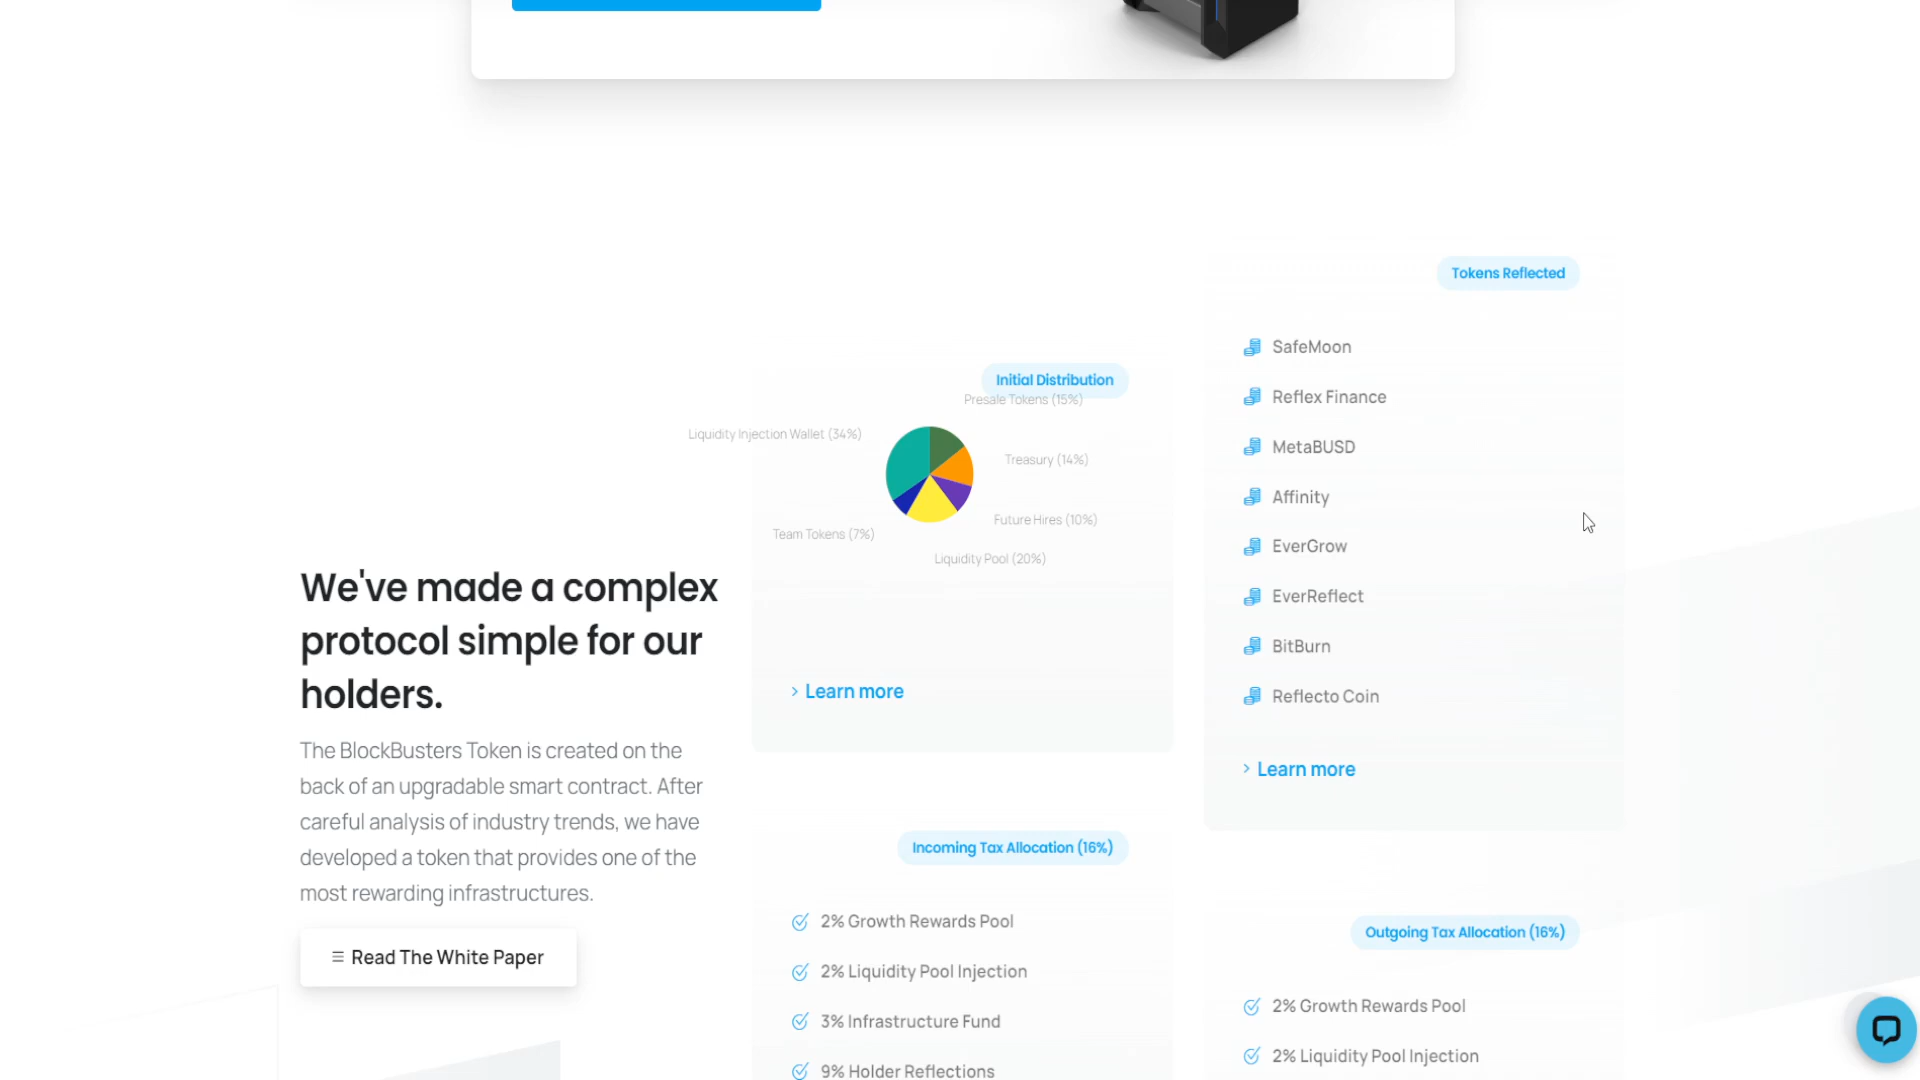 Tokens Reflected
SafeMoon
Reflex Finance
MetaBUSD
Affinity
EverGrow
EverReflect
BitBurn
Reflecto Coin
Learn more
Initial Distribution
Presale Tokens (15%)
Liquidity Injection Wallet (34%)
Treasury (14%)
Future Hires (10%)
Team Tokens (7%)
Liquidity Pool (20%)
Learn more
We've made a complex
protocol simple for our
holders.
The BlockBusters Token is created on the
back of an upgradable smart contract. After
careful analysis of industry trends, we have
developed a token that provides one of the
most rewarding infrastructures.
Read The White Paper
Incoming Tax Allocation (16%)
2% Growth Rewards Pool
2% Liquidity Pool Injection
3% Infrastructure Fund
9% Holder Reflections
Outgoing Tax Allocation (16%)
2% Growth Rewards Pool
2% Liquidity Pool Injection